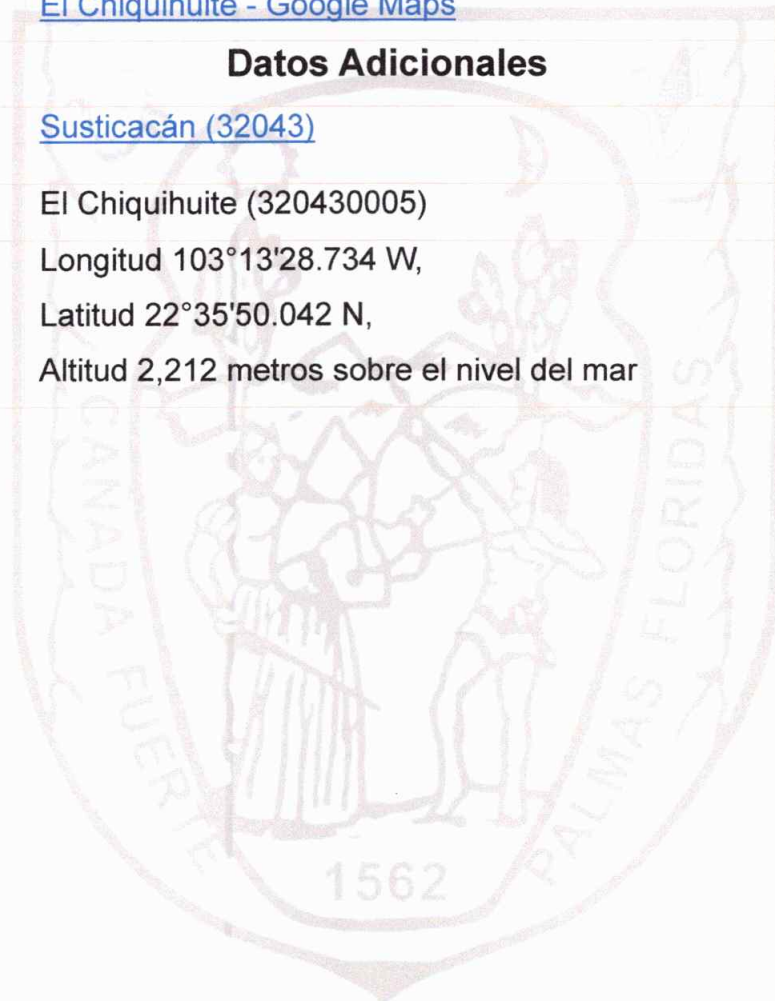 El Chiquihuite - Google Maps
Datos Adicionales
Susticacán (32043)
El Chiquihuite (320430005)
Longitud 103°13'28.734 W,
Latitud 22°35'50.042 N,
Altitud 2,212 metros sobre el nivel del mar
CAÑADA FUERTE
PALMAS FLORIDAS
1562